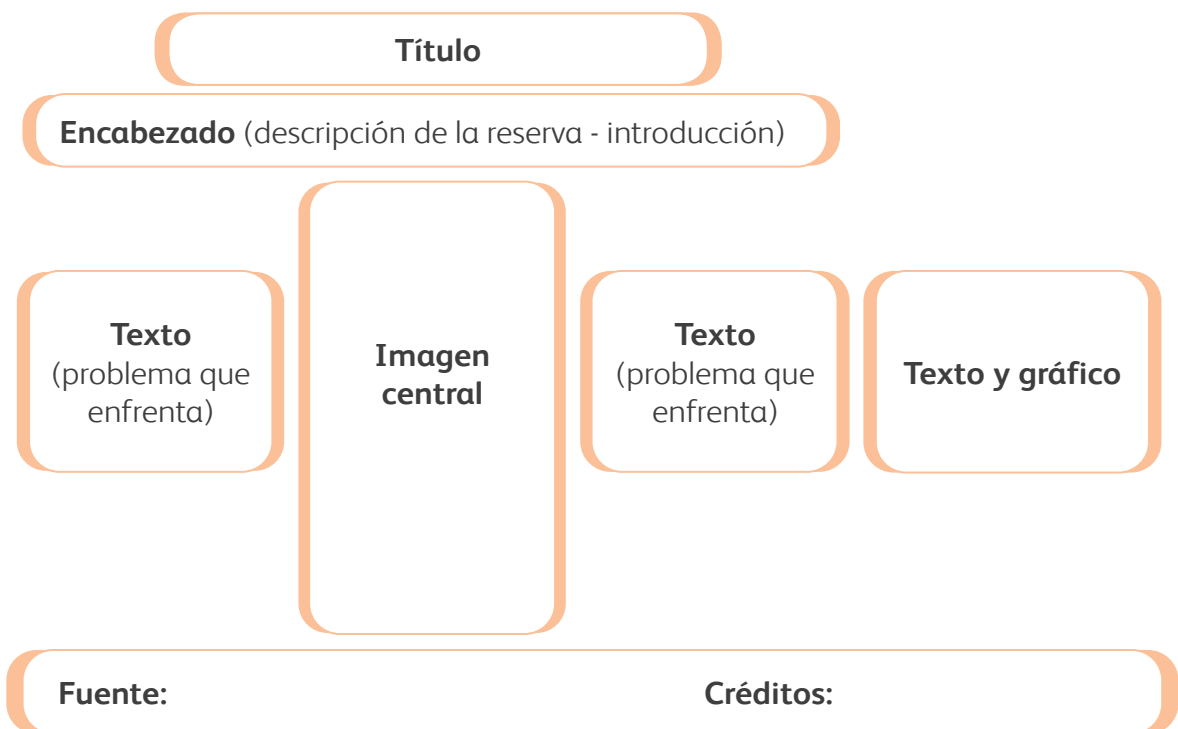 Título
Encabezado (descripción de la reserva - introducción)
Texto
(problema que
enfrenta)
Imagen
central
Texto
(problema que
enfrenta)
Texto y gráfico
Fuente:
Créditos: